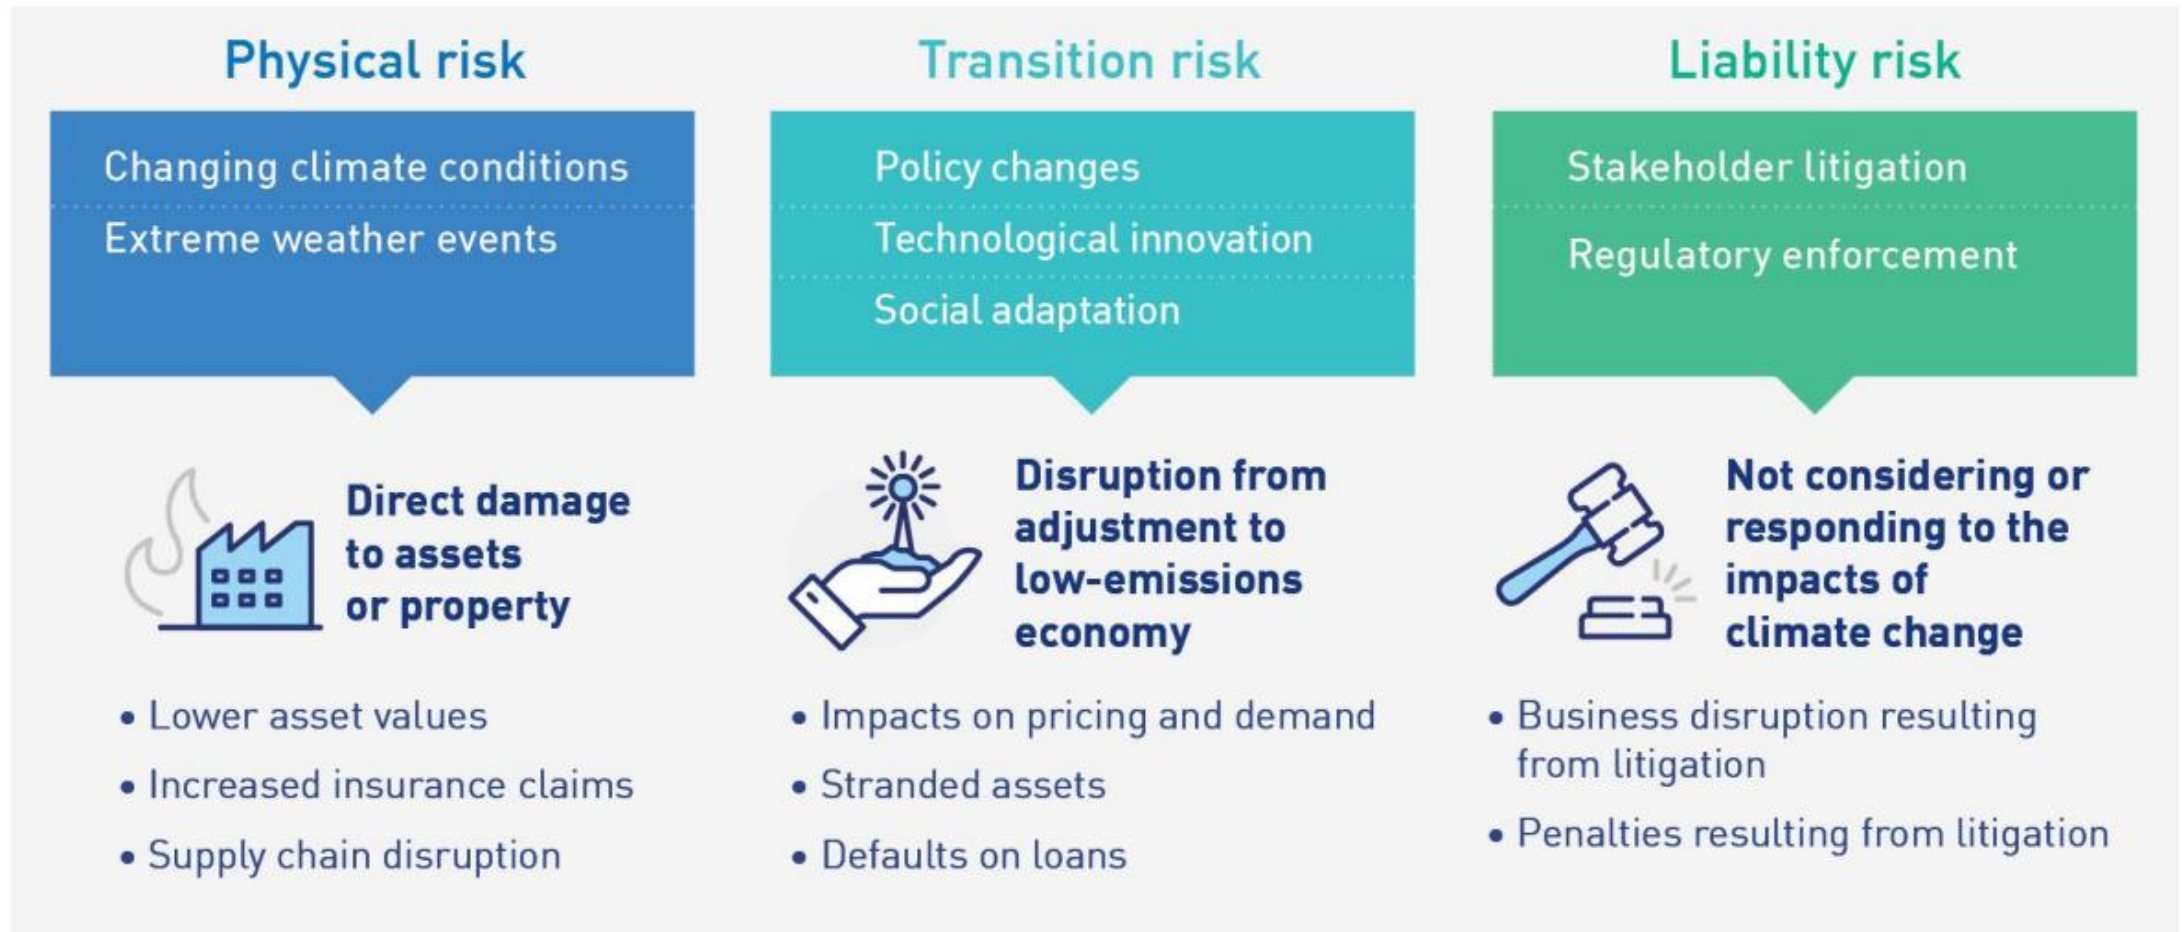 Physical risk
Changing climate conditions
Extreme weather events
Direct damage
to assets
or property
• Lower asset values
• Increased insurance claims
• Supply chain disruption
Transition risk
Policy changes
Technological innovation
Social adaptation
Disruption from
adjustment to
low-emissions
economy
• Impacts on pricing and demand
• Stranded assets
• Defaults on loans
Liability risk
Stakeholder litigation
Regulatory enforcement
Not considering or
responding to the
impacts of
climate change
• Business disruption resulting
from litigation
• Penalties resulting from litigation